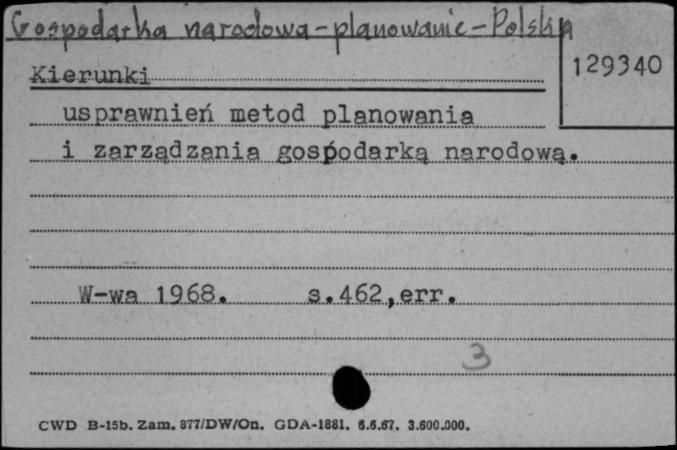 Gospodarka narodowa-planowanie-Polska
129340
Kierunki
usprawnień metod planowania
i zarządzania gospodarką narodową.
W-wa 1968. s.462,err.
3
CWD B-15b. Zam. 877/DW/On. GDA-1881. 6.6.67. 3.600.000.